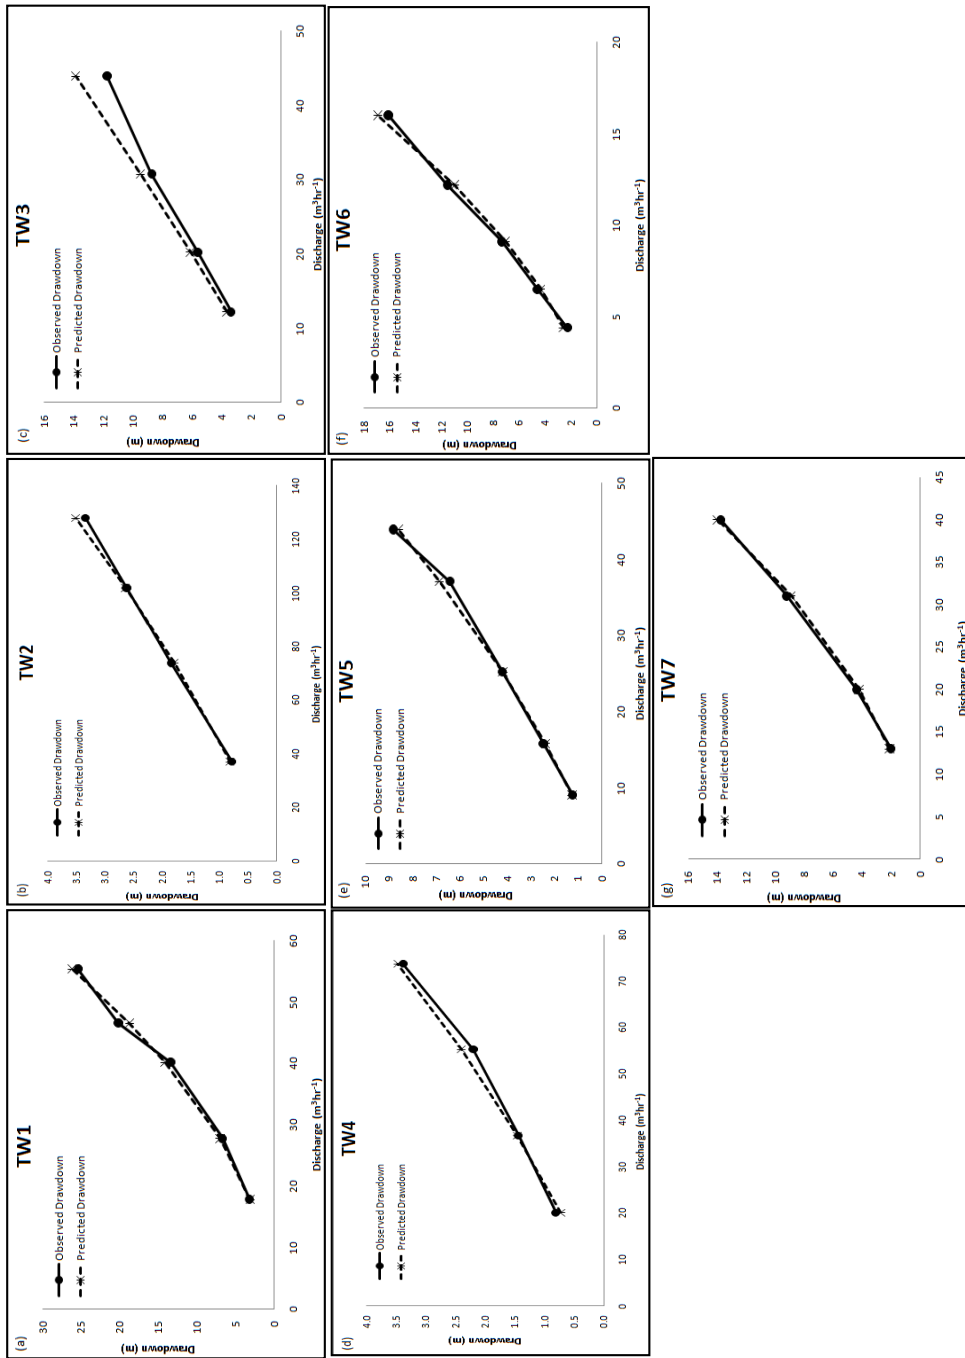 (a)
TW1
Observed Drawdown
Predicted Drawdown
Drawdown (m)
30
25
20
15
10
5
0
0 10 20 30 40 50 60
Discharge (m³hr⁻¹)
(b)
TW2
Observed Drawdown
Predicted Drawdown
Drawdown (m)
4.0
3.5
3.0
2.5
2.0
1.5
1.0
0.5
0.0
0 20 40 60 80 100 120 140
Discharge (m³hr⁻¹)
(c)
TW3
Observed Drawdown
Predicted Drawdown
Drawdown (m)
16
14
12
10
8
6
4
2
0
0 10 20 30 40 50
Discharge (m³hr⁻¹)
(d)
TW4
Observed Drawdown
Predicted Drawdown
Drawdown (m)
4.0
3.5
3.0
2.5
2.0
1.5
1.0
0.5
0.0
0 10 20 30 40 50 60 70 80
Discharge (m³hr⁻¹)
(e)
TW5
Observed Drawdown
Predicted Drawdown
Drawdown (m)
10
9
8
7
6
5
4
3
2
1
0
0 10 20 30 40 50
Discharge (m³hr⁻¹)
(f)
TW6
Observed Drawdown
Predicted Drawdown
Drawdown (m)
18
16
14
12
10
8
6
4
2
0
0 5 10 15 20
Discharge (m³hr⁻¹)
(g)
TW7
Observed Drawdown
Predicted Drawdown
Drawdown (m)
16
14
12
10
8
6
4
2
0
0 5 10 15 20 25 30 35 40 45
Discharge (m³hr⁻¹)